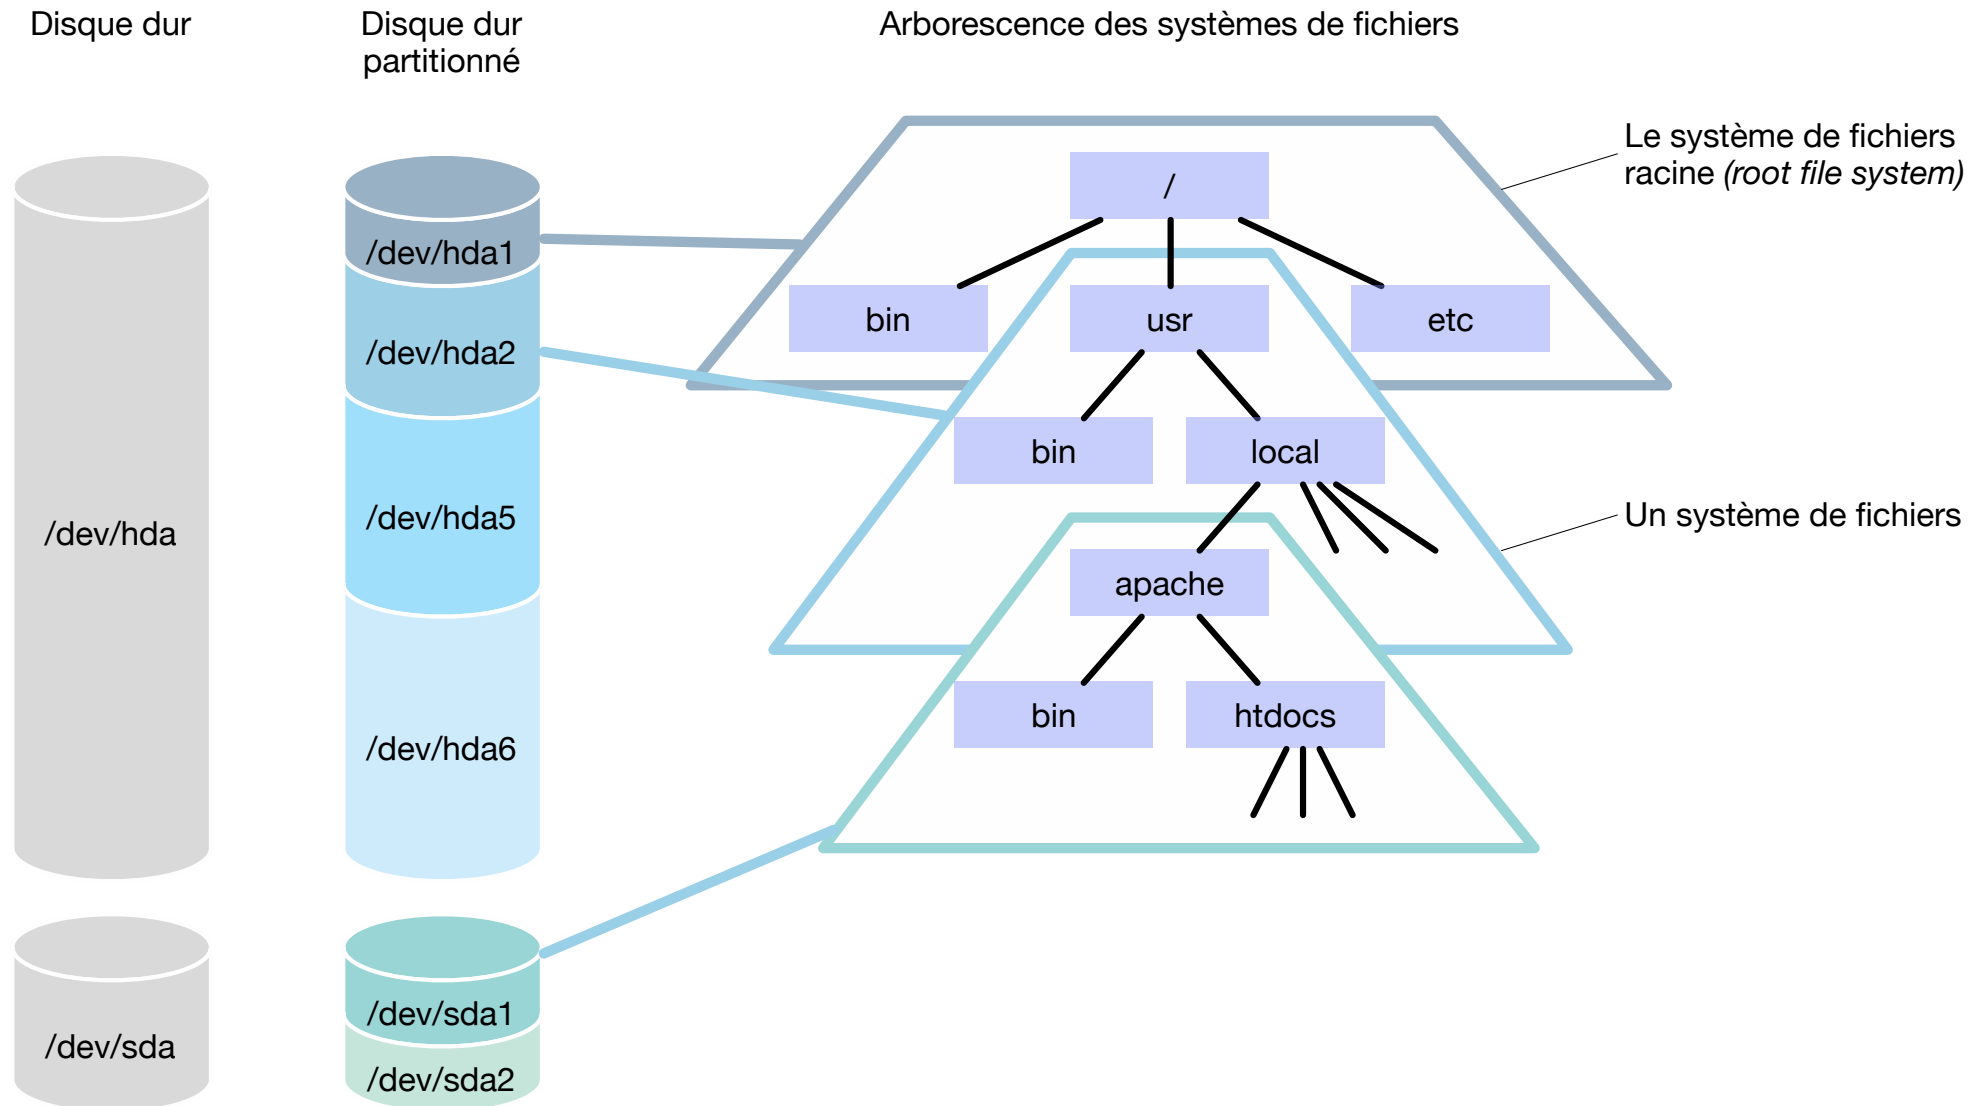 Disque dur
Disque dur
partitionné
Arborescence des systèmes de fichiers
Le système de fichiers
racine (root file system)
/
/dev/hda1
bin
usr
etc
/dev/hda2
bin
local
/dev/hda5
Un système de fichiers
/dev/hda
apache
bin
htdocs
/dev/hda6
/dev/sda1
/dev/sda
/dev/sda2